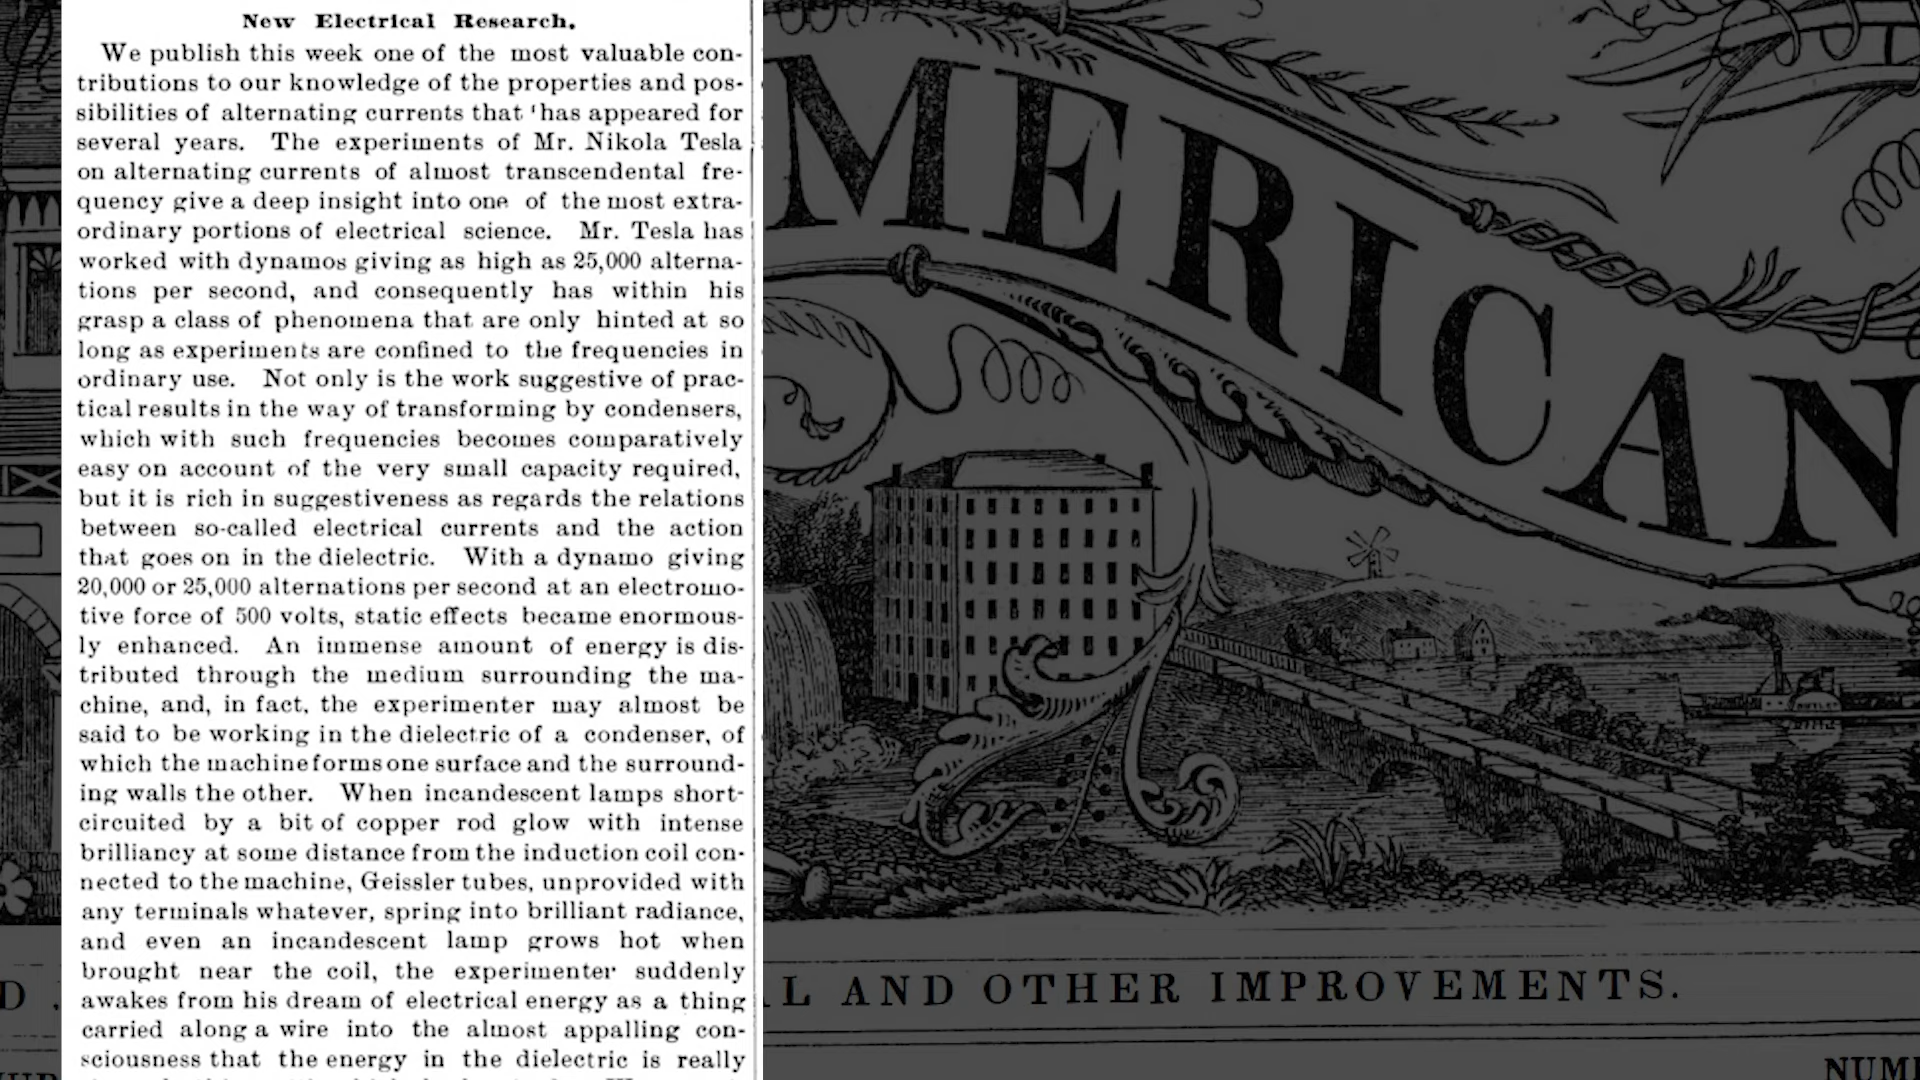 New Electrical Research.
We publish this week one of the most valuable con-
tributions to our knowledge of the properties and pos-
sibilities of alternating currents that 'has appeared for
several years. The experiments of Mr. Nikola Tesla
on alternating currents of almost transcendental fre-
quency give a deep insight into one of the most extra-
ordinary portions of electrical science. Mr. Tesla has
worked with dynamos giving as high as 25,000 alterna-
tions per second, and consequently has within his
grasp a class of phenomena that are only hinted at so
long as experiments are confined to the frequencies in
ordinary use. Not only is the work suggestive of prac-
tical results in the way of transforming by condensers,
which with such frequencies becomes comparatively
easy on account of the very small capacity required,
but it is rich in suggestiveness as regards the relations
between so-called electrical currents and the action
that goes on in the dielectric. With a dynamo giving
20,000 or 25,000 alternations per second at an electromo-
tive force of 500 volts, static effects became enormous-
ly enhanced. An immense amount of energy is dis-
tributed through the medium surrounding the ma-
chine, and, in fact, the experimenter may almost be
said to be working in the dielectric of a condenser, of
which the machine forms one surface and the surround-
ing walls the other. When incandescent lamps short-
circuited by a bit of copper rod glow with intense
brilliancy at some distance from the induction coil con-
nected to the machine, Geissler tubes, unprovided with
any terminals whatever, spring into brilliant radiance,
and even an incandescent lamp grows hot when
brought near the coil, the experimenter suddenly
awakes from his dream of electrical energy as a thing
carried along a wire into the almost appalling con-
sciousness that the energy in the dielectric is really
MERICAN
D
L AND OTHER IMPROVEMENTS.
NUM